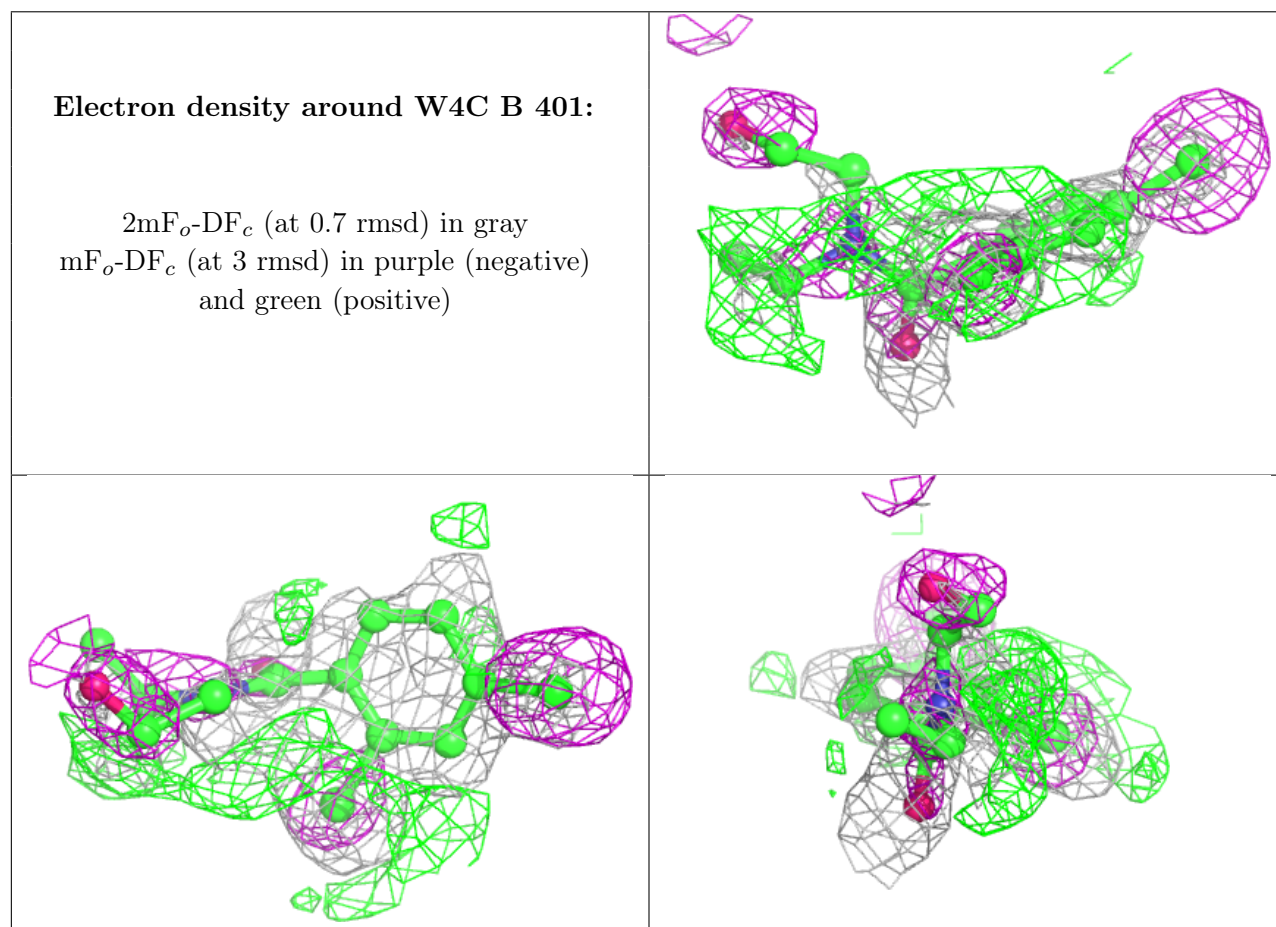 Electron density around W4C B 401:
2mFo-DFc (at 0.7 rmsd) in gray
mFo-DFc (at 3 rmsd) in purple (negative)
and green (positive)